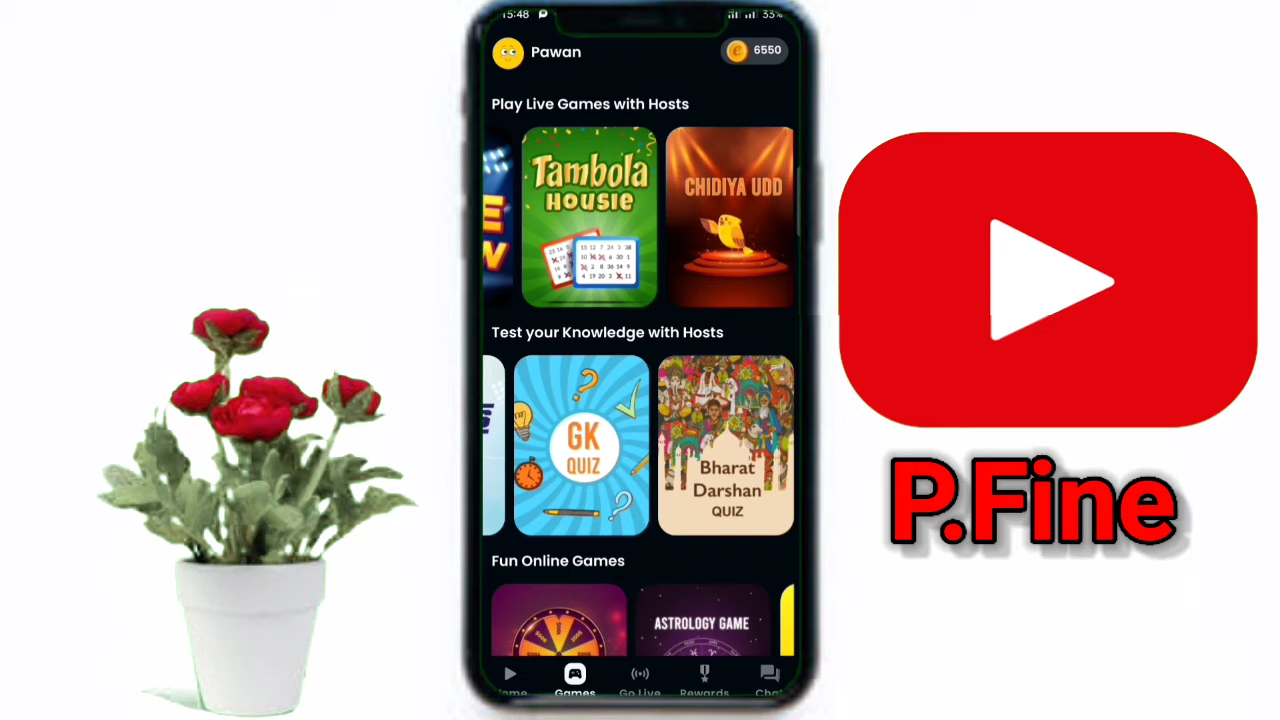 15:48
33%
Pawan
6550
Play Live Games with Hosts
Tambola
HOUSIE
CHIDIYA UDD
Test your Knowledge with Hosts
GK
QUIZ
Bharat
Darshan
QUIZ
Fun Online Games
ASTROLOGY GAME
Games
Go Live
Rewards
P.Fine